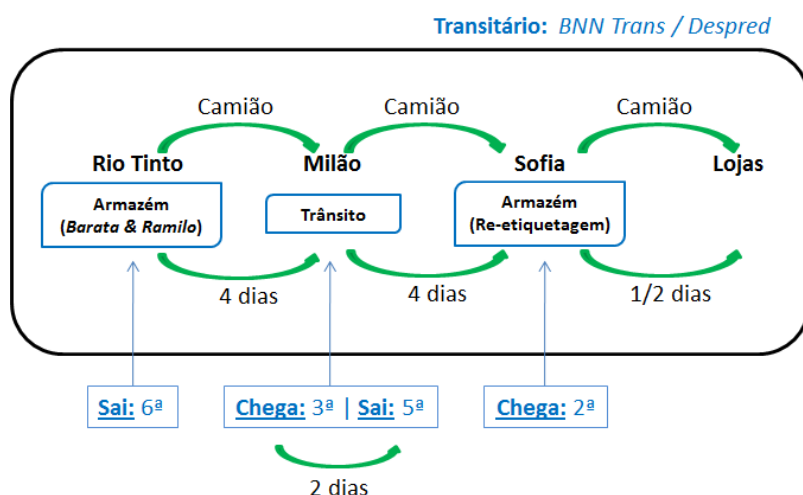 Transitário: BNN Trans / Despred
Camião Camião Camião
Rio Tinto Milão Sofia Lojas
Armazém
(Barata & Ramilo)
Trânsito
Armazém
(Re-etiquetagem)
4 dias 4 dias 1/2 dias
Sai: 6ª
Chega: 3ª | Sai: 5ª
Chega: 2ª
2 dias